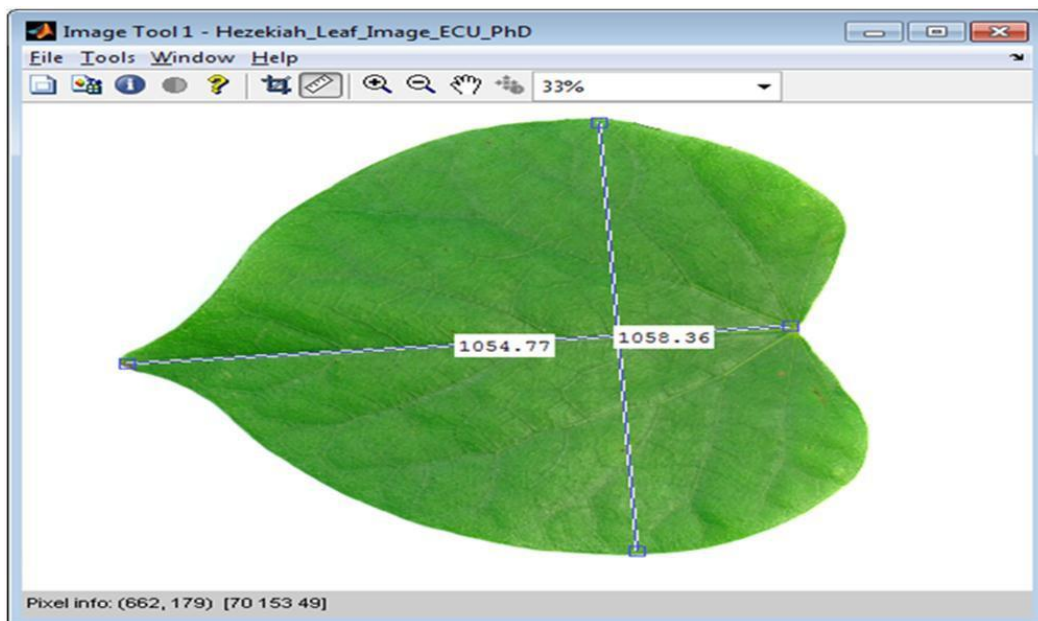 Image Tool 1 - Hezekiah_Leaf_Image_ECU_PhD
File Tools Window Help
33%
1054.77
1058.36
Pixel info: (662, 179) [70 153 49]